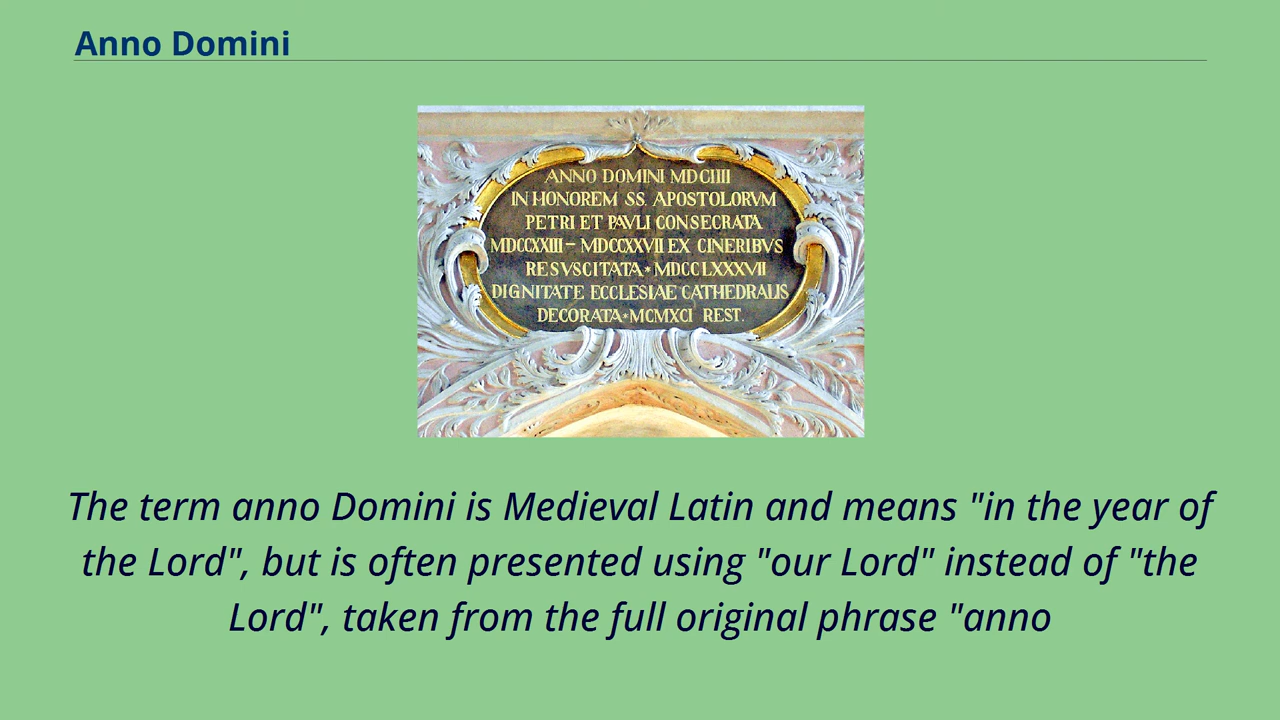 Anno Domini
ANNO DOMINI MDCIIII
IN HONOREM SS. APOSTOLORVM
PETRI ET PAVLI CONSECRATA
MDCCXXIII – MDCCXXVII EX CINERIBVS
RESVSCITATA * MDCCLXXXVII
DIGNITATE ECCLESIAE CATHEDRALIS
DECORATA * MCMXCI REST.
The term anno Domini is Medieval Latin and means "in the year of
the Lord", but is often presented using "our Lord" instead of "the
Lord", taken from the full original phrase "anno